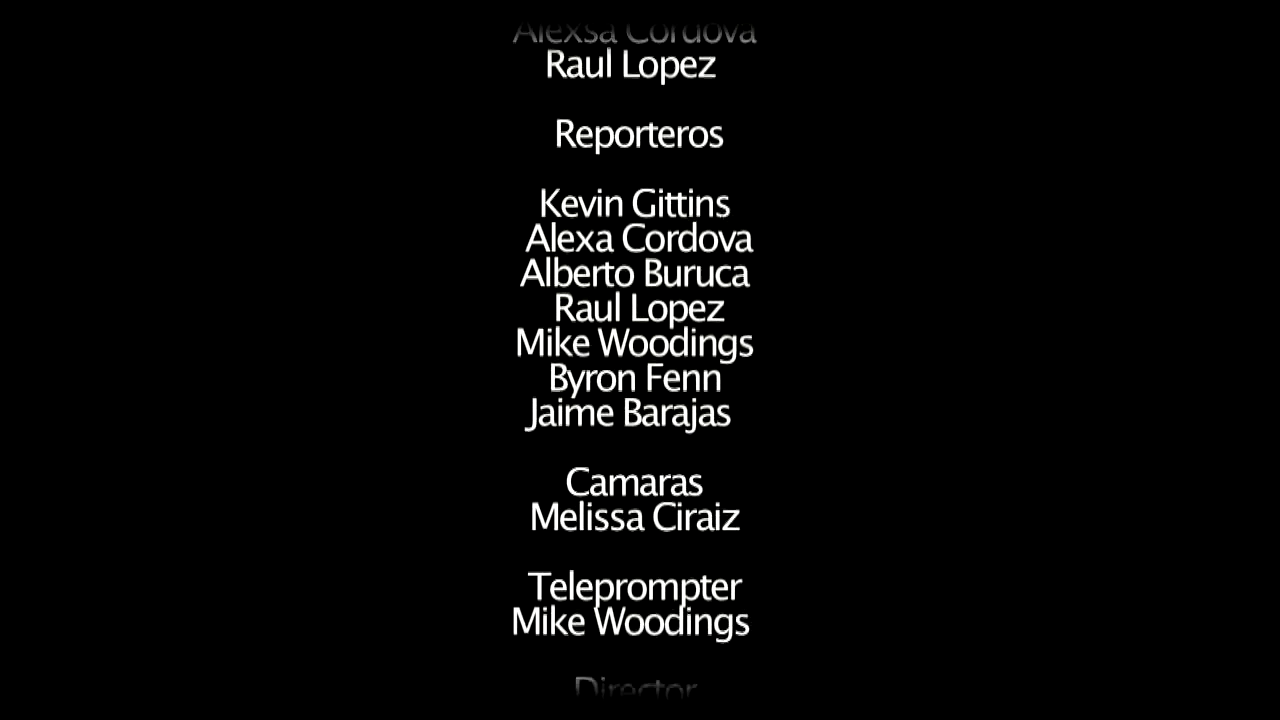 Alexsa Cordova
Raul Lopez
Reporteros
Kevin Gittins
Alexa Cordova
Alberto Buruca
Raul Lopez
Mike Woodings
Byron Fenn
Jaime Barajas
Camaras
Melissa Ciraiz
Teleprompter
Mike Woodings
Director